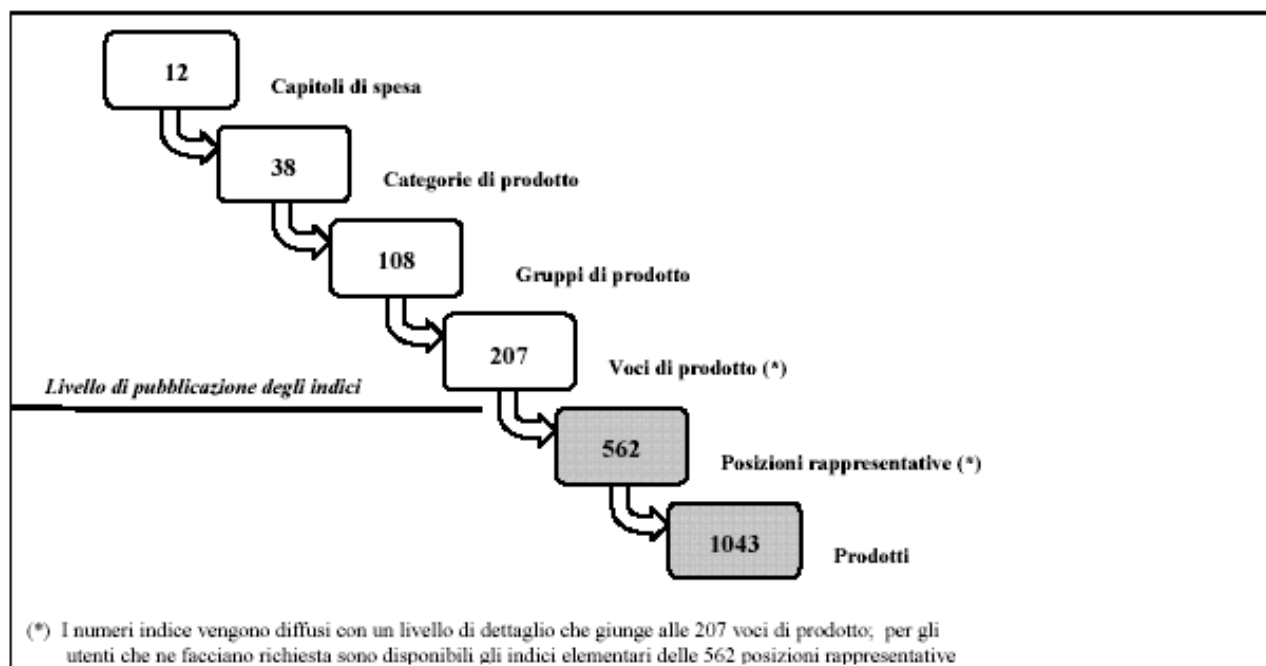 12
Capitoli di spesa
38
Categorie di prodotto
108
Gruppi di prodotto
207
Voci di prodotto (*)
Livello di pubblicazione degli indici
562
Posizioni rappresentative (*)
1043
Prodotti
(*) I numeri indice vengono diffusi con un livello di dettaglio che giunge alle 207 voci di prodotto; per gli
utenti che ne facciano richiesta sono disponibili gli indici elementari delle 562 posizioni rappresentative